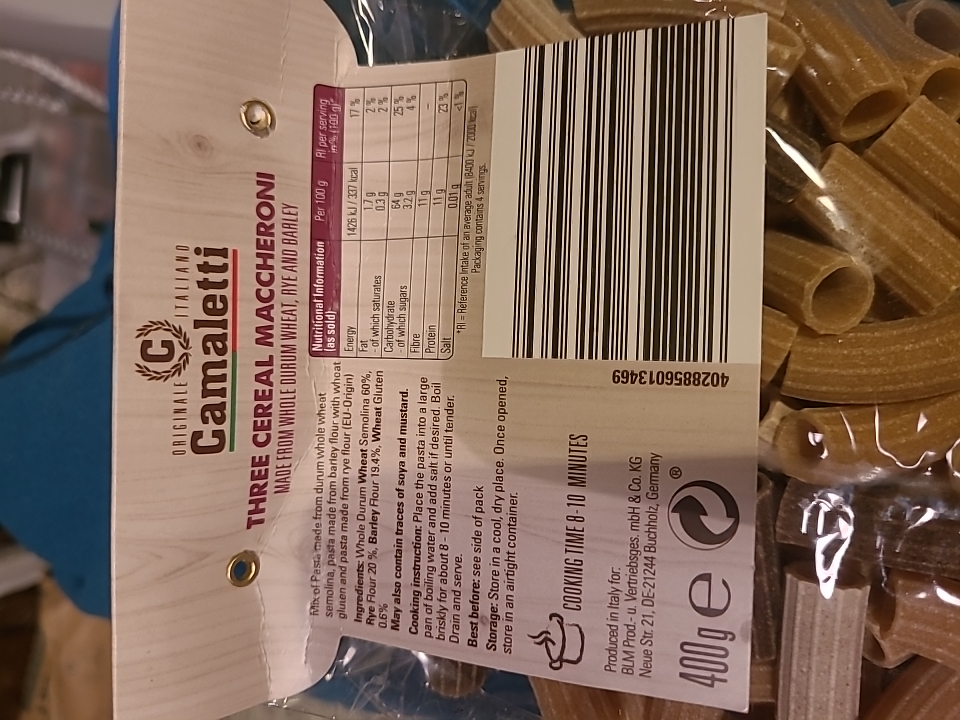 ORIGINALE ITALIANO
C
Camaletti
THREE CEREAL MACCHERONI
MADE FROM WHOLE DURUM WHEAT, RYE AND BARLEY
Mix of Pasta made from durum whole wheat
semolina, pasta made from barley flour with wheat
gluten and pasta made from rye flour (EU-Origin)
Ingredients: Whole Durum Wheat Semolina 60%,
Rye Flour 20 %, Barley Flour 19.4%, Wheat Gluten
0.6%
May also contain traces of soya and mustard.
Cooking instruction: Place the pasta into a large
pan of boiling water and add salt if desired. Boil
briskly for about 8 - 10 minutes or until tender.
Drain and serve.
Best before: see side of pack
Storage: Store in a cool, dry place. Once opened,
store in an airtight container.
COOKING TIME 8-10 MINUTES
Produced in Italy for:
BLM Prod.- u. Vertriebsges. mbH & Co. KG
Neue Str. 21, DE-21244 Buchholz, Germany
400g e ®
Nutritional Information (as sold) Per 100 g RI per serving in % (100 g)*
Energy 1426 kJ / 337 kcal 17 %
Fat 1.7 g 2 %
- of which saturates 0.3 g 2 %
Carbohydrate 64 g 25 %
- of which sugars 3.2 g 4 %
Fibre 11 g -
Protein 11 g 23 %
Salt 0.01 g <1 %
*RI = Reference Intake of an average adult (8400 kJ / 2000 kcal)
Packaging contains 4 servings.
4028856013469